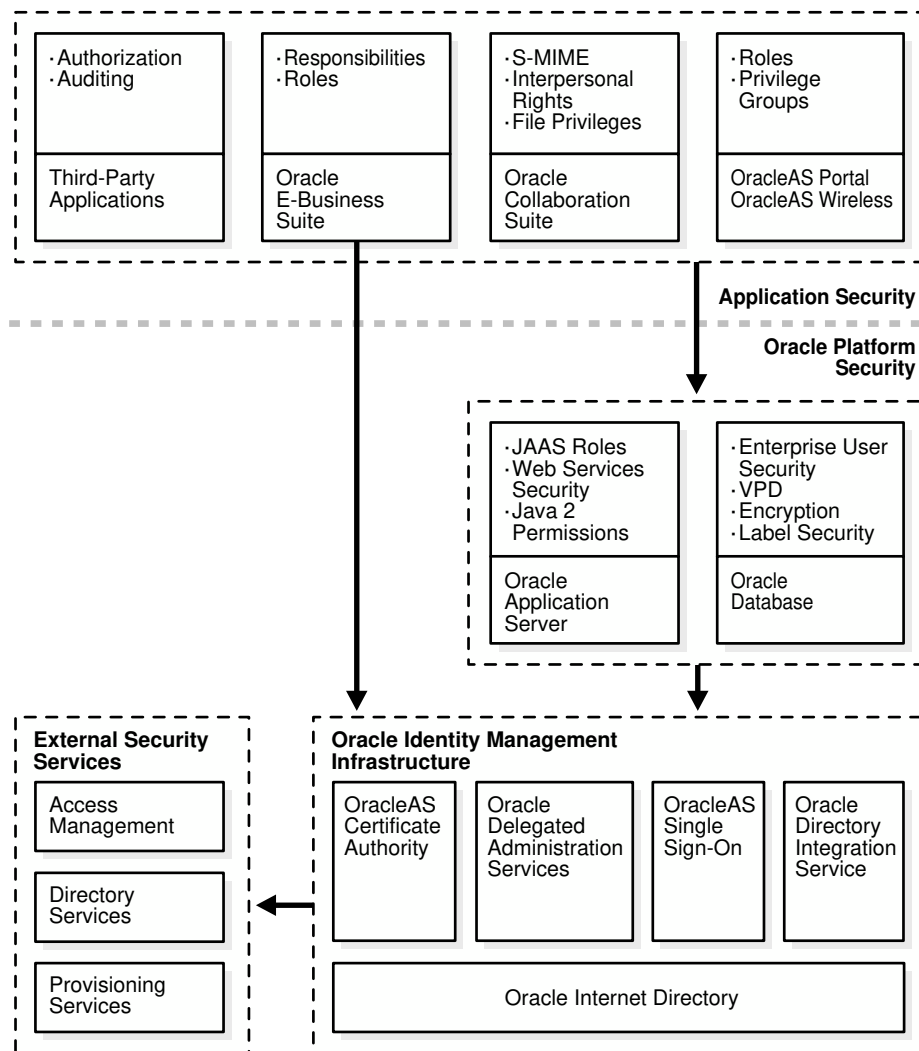 · Authorization
· Auditing
Third-Party
Applications
· Responsibilities
· Roles
Oracle
E-Business
Suite
· S-MIME
· Interpersonal
Rights
· File Privileges
Oracle
Collaboration
Suite
· Roles
· Privilege
Groups
OracleAS Portal
OracleAS Wireless
Application Security
Oracle Platform
Security
· JAAS Roles
· Web Services
Security
· Java 2
Permissions
Oracle
Application
Server
· Enterprise User
Security
· VPD
· Encryption
· Label Security
Oracle
Database
External Security
Services
Access
Management
Directory
Services
Provisioning
Services
Oracle Identity Management
Infrastructure
OracleAS
Certificate
Authority
Oracle
Delegated
Administration
Services
OracleAS
Single
Sign-On
Oracle
Directory
Integration
Service
Oracle Internet Directory